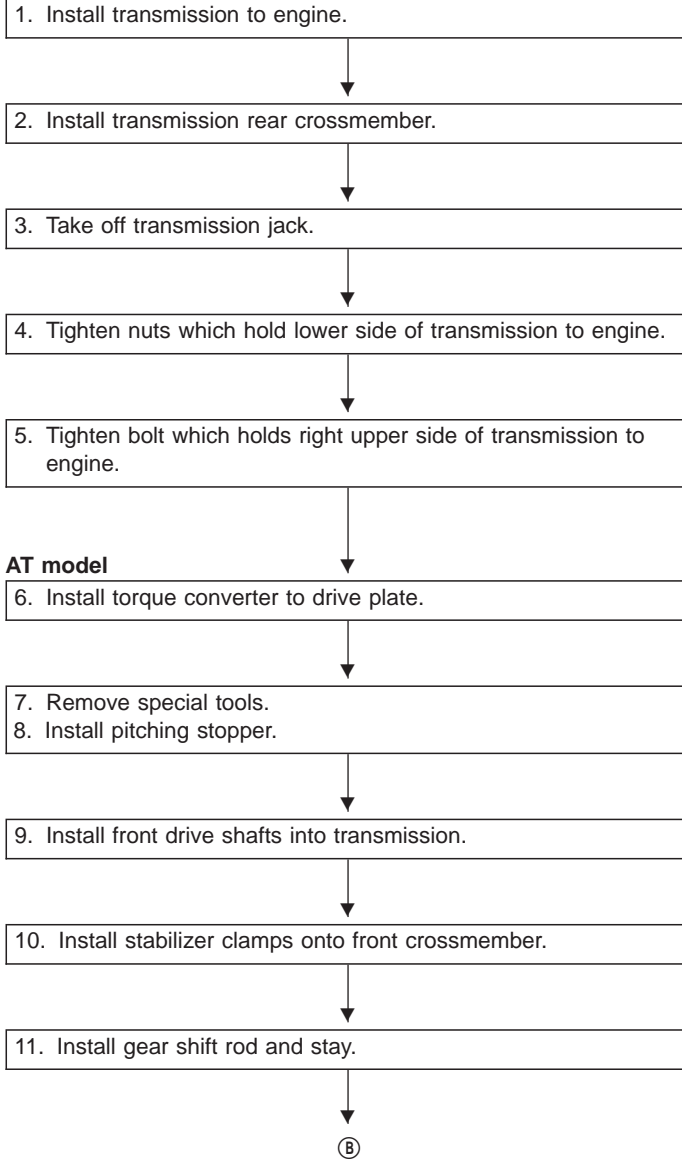 1. Install transmission to engine.
2. Install transmission rear crossmember.
3. Take off transmission jack.
4. Tighten nuts which hold lower side of transmission to engine.
5. Tighten bolt which holds right upper side of transmission to
engine.
AT model
6. Install torque converter to drive plate.
7. Remove special tools.
8. Install pitching stopper.
9. Install front drive shafts into transmission.
10. Install stabilizer clamps onto front crossmember.
11. Install gear shift rod and stay.
Ⓑ